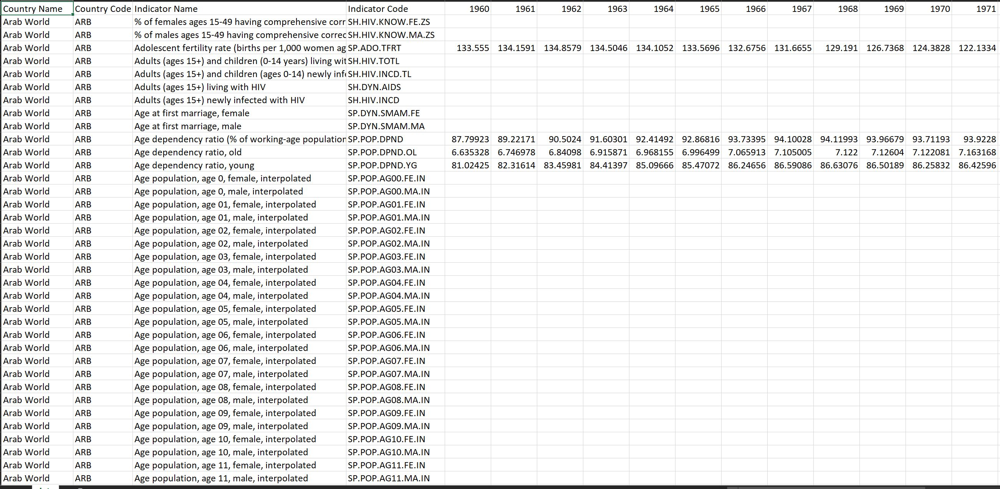 Country Name Country Code Indicator Name Indicator Code 1960 1961 1962 1963 1964 1965 1966 1967 1968 1969 1970 1971
Arab World ARB % of females ages 15-49 having comprehensive corr SH.HIV.KNOW.FE.ZS
Arab World ARB % of males ages 15-49 having comprehensive correc SH.HIV.KNOW.MA.ZS
Arab World ARB Adolescent fertility rate (births per 1,000 women ag SP.ADO.TFRT 133.555 134.1591 134.8579 134.5046 134.1052 133.5696 132.6756 131.6655 129.191 126.7368 124.3828 122.1334
Arab World ARB Adults (ages 15+) and children (0-14 years) living wit SH.HIV.TOTL
Arab World ARB Adults (ages 15+) and children (ages 0-14) newly infe SH.HIV.INCD.TL
Arab World ARB Adults (ages 15+) living with HIV SH.DYN.AIDS
Arab World ARB Adults (ages 15+) newly infected with HIV SH.HIV.INCD
Arab World ARB Age at first marriage, female SP.DYN.SMAM.FE
Arab World ARB Age at first marriage, male SP.DYN.SMAM.MA
Arab World ARB Age dependency ratio (% of working-age population SP.POP.DPND 87.79923 89.22171 90.5024 91.60301 92.41492 92.86816 93.73395 94.10028 94.11993 93.96679 93.71193 93.9228
Arab World ARB Age dependency ratio, old SP.POP.DPND.OL 6.635328 6.746978 6.84098 6.915871 6.968155 6.996499 7.065913 7.105005 7.122 7.12604 7.122081 7.163168
Arab World ARB Age dependency ratio, young SP.POP.DPND.YG 81.02425 82.31614 83.45981 84.41397 85.09666 85.47072 86.24656 86.59086 86.63076 86.50189 86.25832 86.42596
Arab World ARB Age population, age 0, female, interpolated SP.POP.AG00.FE.IN
Arab World ARB Age population, age 0, male, interpolated SP.POP.AG00.MA.IN
Arab World ARB Age population, age 01, female, interpolated SP.POP.AG01.FE.IN
Arab World ARB Age population, age 01, male, interpolated SP.POP.AG01.MA.IN
Arab World ARB Age population, age 02, female, interpolated SP.POP.AG02.FE.IN
Arab World ARB Age population, age 02, male, interpolated SP.POP.AG02.MA.IN
Arab World ARB Age population, age 03, female, interpolated SP.POP.AG03.FE.IN
Arab World ARB Age population, age 03, male, interpolated SP.POP.AG03.MA.IN
Arab World ARB Age population, age 04, female, interpolated SP.POP.AG04.FE.IN
Arab World ARB Age population, age 04, male, interpolated SP.POP.AG04.MA.IN
Arab World ARB Age population, age 05, female, interpolated SP.POP.AG05.FE.IN
Arab World ARB Age population, age 05, male, interpolated SP.POP.AG05.MA.IN
Arab World ARB Age population, age 06, female, interpolated SP.POP.AG06.FE.IN
Arab World ARB Age population, age 06, male, interpolated SP.POP.AG06.MA.IN
Arab World ARB Age population, age 07, female, interpolated SP.POP.AG07.FE.IN
Arab World ARB Age population, age 07, male, interpolated SP.POP.AG07.MA.IN
Arab World ARB Age population, age 08, female, interpolated SP.POP.AG08.FE.IN
Arab World ARB Age population, age 08, male, interpolated SP.POP.AG08.MA.IN
Arab World ARB Age population, age 09, female, interpolated SP.POP.AG09.FE.IN
Arab World ARB Age population, age 09, male, interpolated SP.POP.AG09.MA.IN
Arab World ARB Age population, age 10, female, interpolated SP.POP.AG10.FE.IN
Arab World ARB Age population, age 10, male, interpolated SP.POP.AG10.MA.IN
Arab World ARB Age population, age 11, female, interpolated SP.POP.AG11.FE.IN
Arab World ARB Age population, age 11, male, interpolated SP.POP.AG11.MA.IN